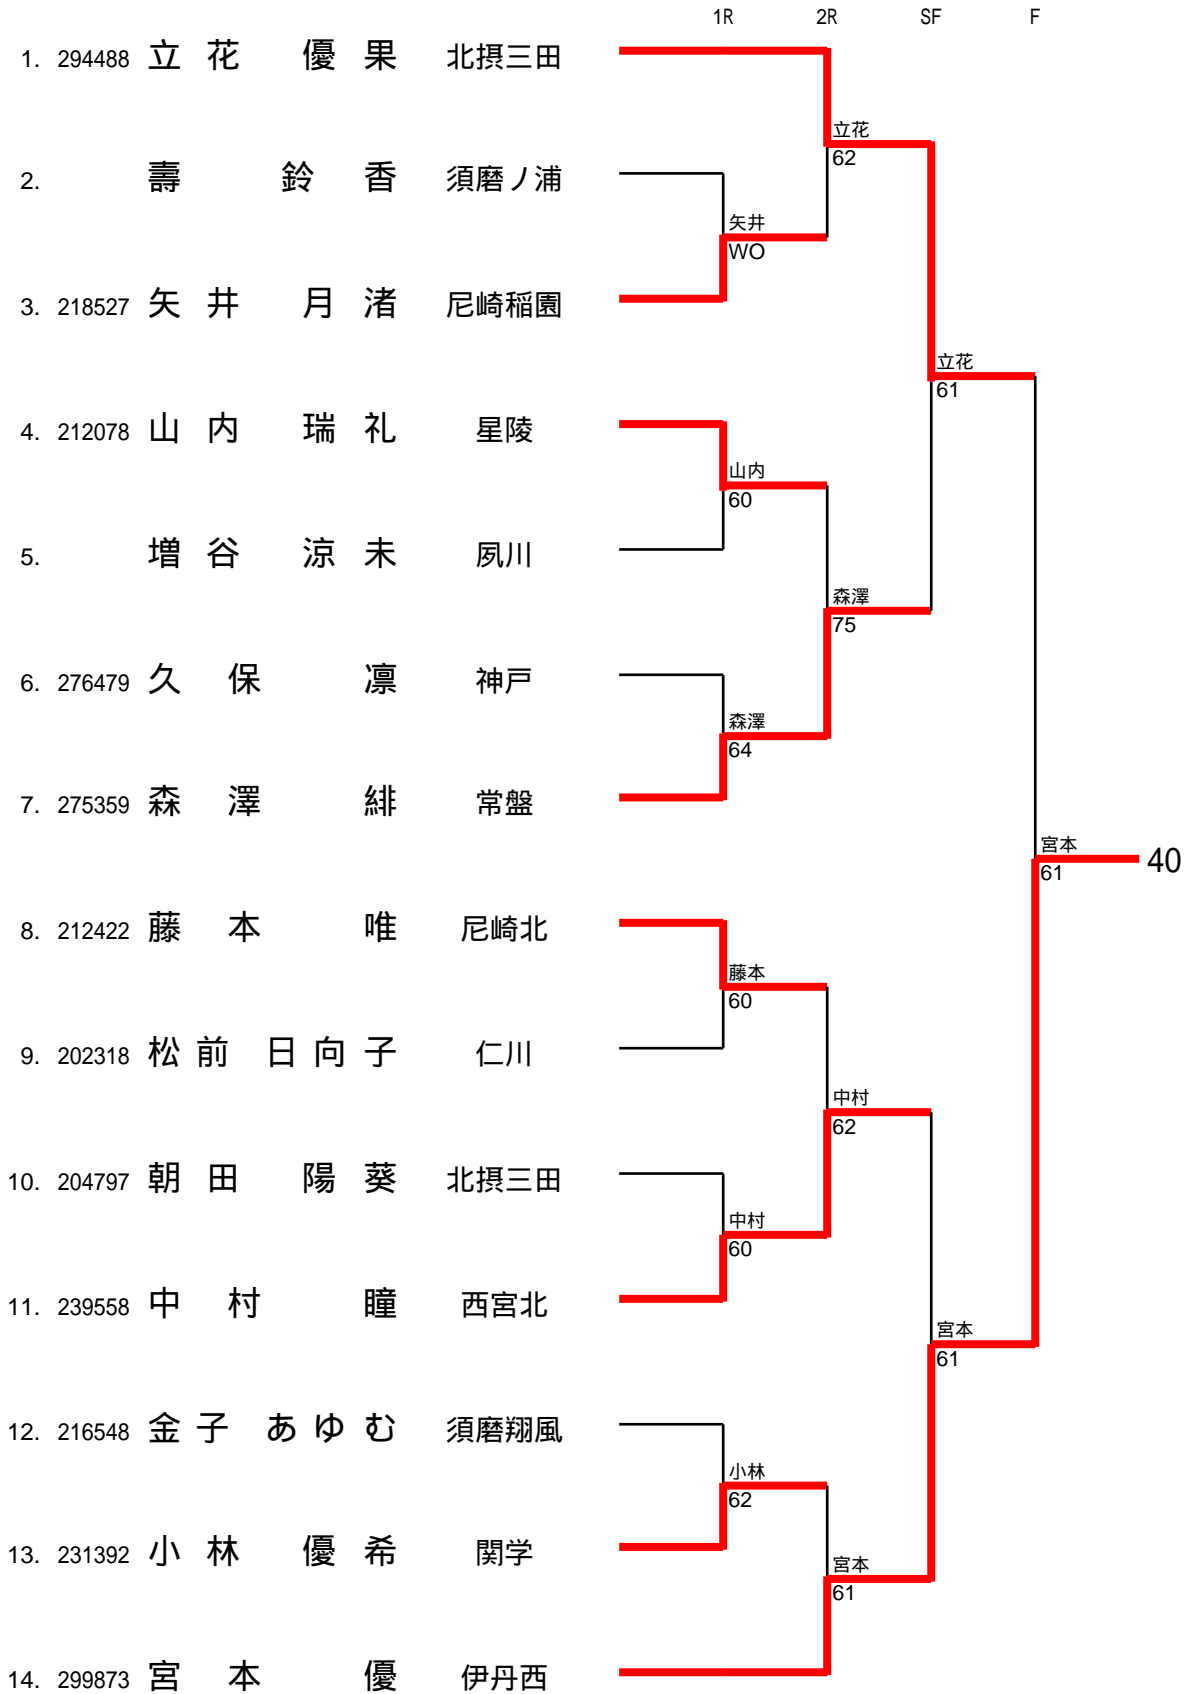 1R 2R SF F
1. 294488 立花 優果 北摂三田
立花
62
2. 壽 鈴香 須磨ノ浦
矢井
WO
3. 218527 矢井 月渚 尼崎稲園
立花
61
4. 212078 山内 瑞礼 星陵
山内
60
5. 増谷 涼未 夙川
森澤
75
6. 276479 久保 凛 神戸
森澤
64
7. 275359 森澤 緋 常盤
宮本
61
40
8. 212422 藤本 唯 尼崎北
藤本
60
9. 202318 松前 日向子 仁川
中村
62
10. 204797 朝田 陽葵 北摂三田
中村
60
11. 239558 中村 瞳 西宮北
宮本
61
12. 216548 金子 あゆむ 須磨翔風
小林
62
13. 231392 小林 優希 関学
宮本
61
14. 299873 宮本 優 伊丹西